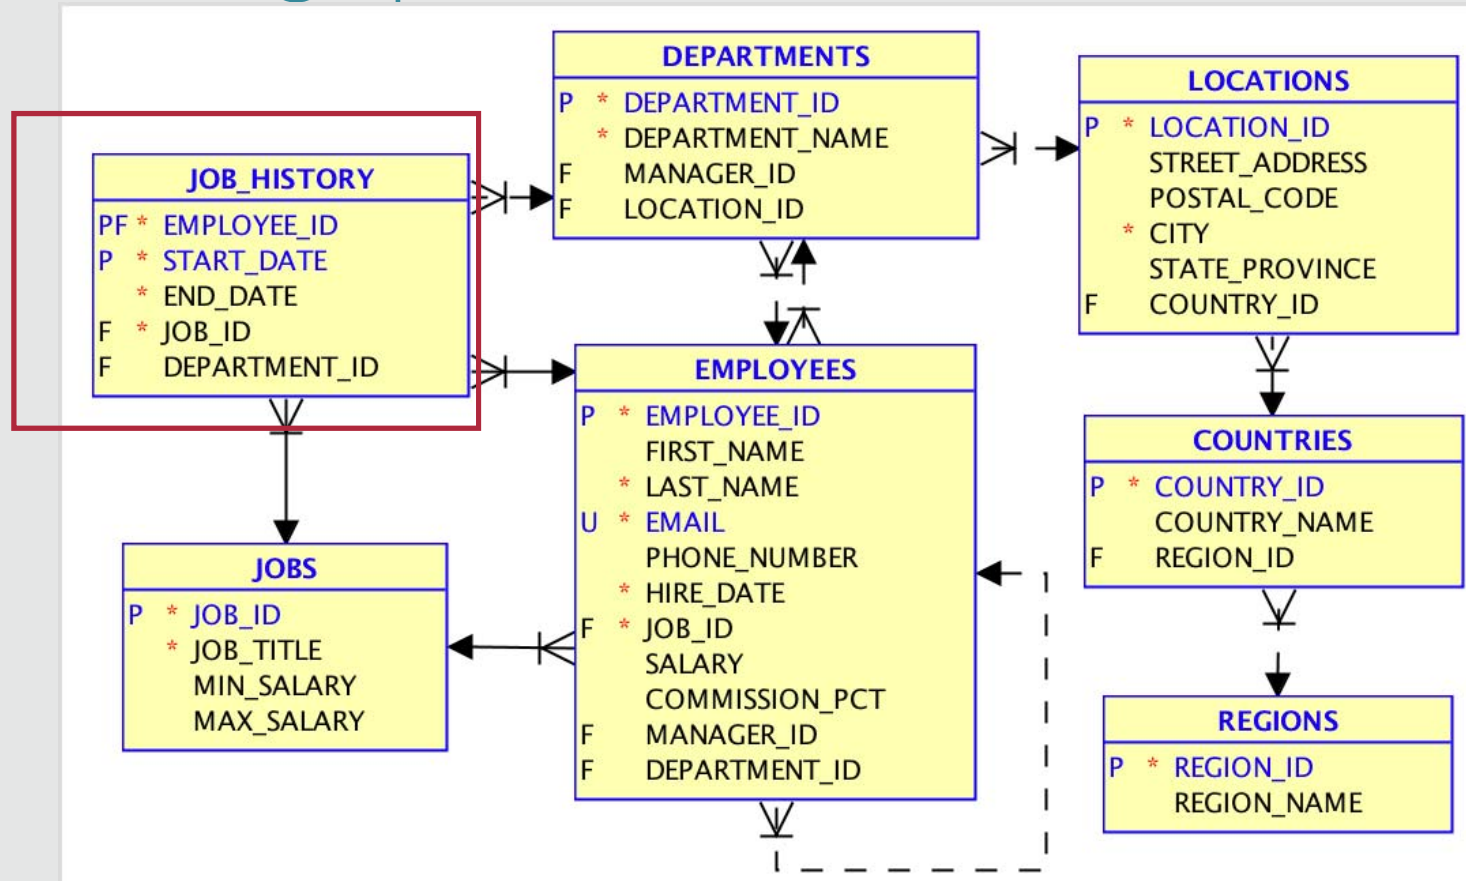 DEPARTMENTS
P * DEPARTMENT_ID
* DEPARTMENT_NAME
F MANAGER_ID
F LOCATION_ID
LOCATIONS
P * LOCATION_ID
STREET_ADDRESS
POSTAL_CODE
* CITY
STATE_PROVINCE
F COUNTRY_ID
JOB_HISTORY
PF * EMPLOYEE_ID
P * START_DATE
* END_DATE
F * JOB_ID
F DEPARTMENT_ID
EMPLOYEES
P * EMPLOYEE_ID
FIRST_NAME
* LAST_NAME
U * EMAIL
PHONE_NUMBER
* HIRE_DATE
F * JOB_ID
SALARY
COMMISSION_PCT
F MANAGER_ID
F DEPARTMENT_ID
COUNTRIES
P * COUNTRY_ID
COUNTRY_NAME
F REGION_ID
JOBS
P * JOB_ID
* JOB_TITLE
MIN_SALARY
MAX_SALARY
REGIONS
P * REGION_ID
REGION_NAME